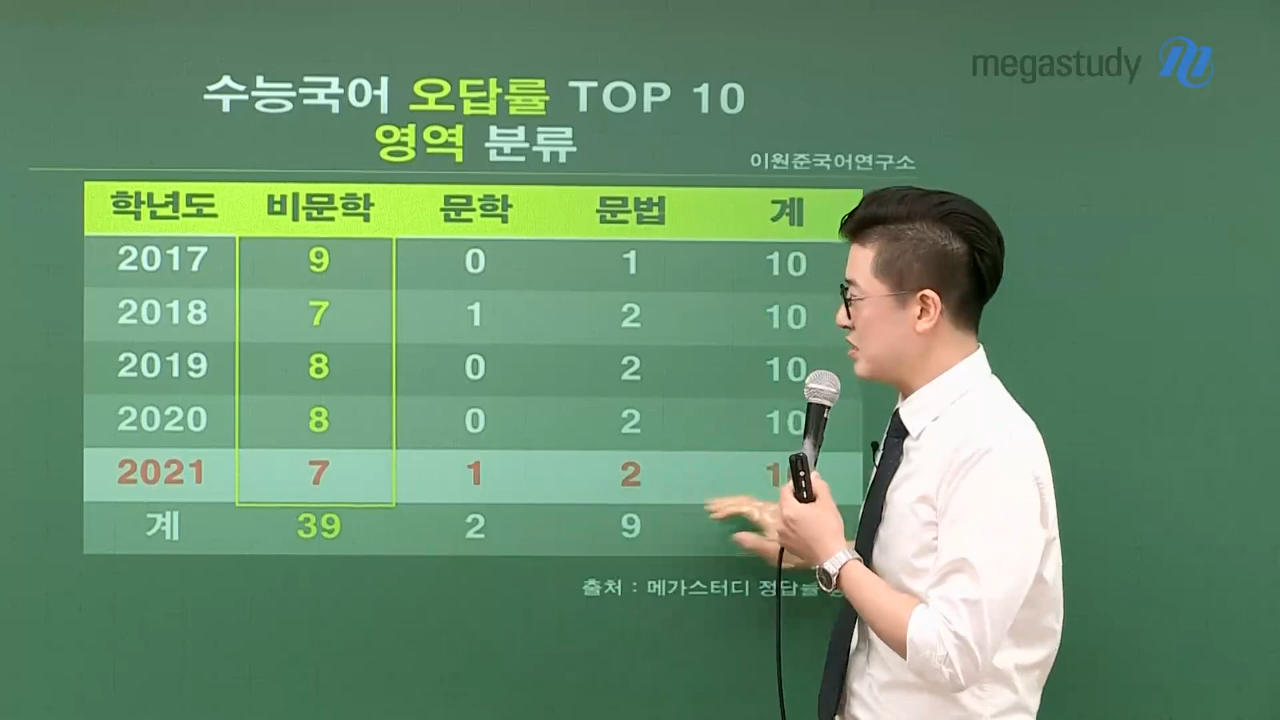 megastudy
수능국어 오답률 TOP 10
영역 분류
이원준국어연구소
학년도 비문학 문학 문법 계
2017 9 0 1 10
2018 7 1 2 10
2019 8 0 2 10
2020 8 0 2 10
2021 7 1 2
계 39 2 9
출처 : 메가스터디 정답률